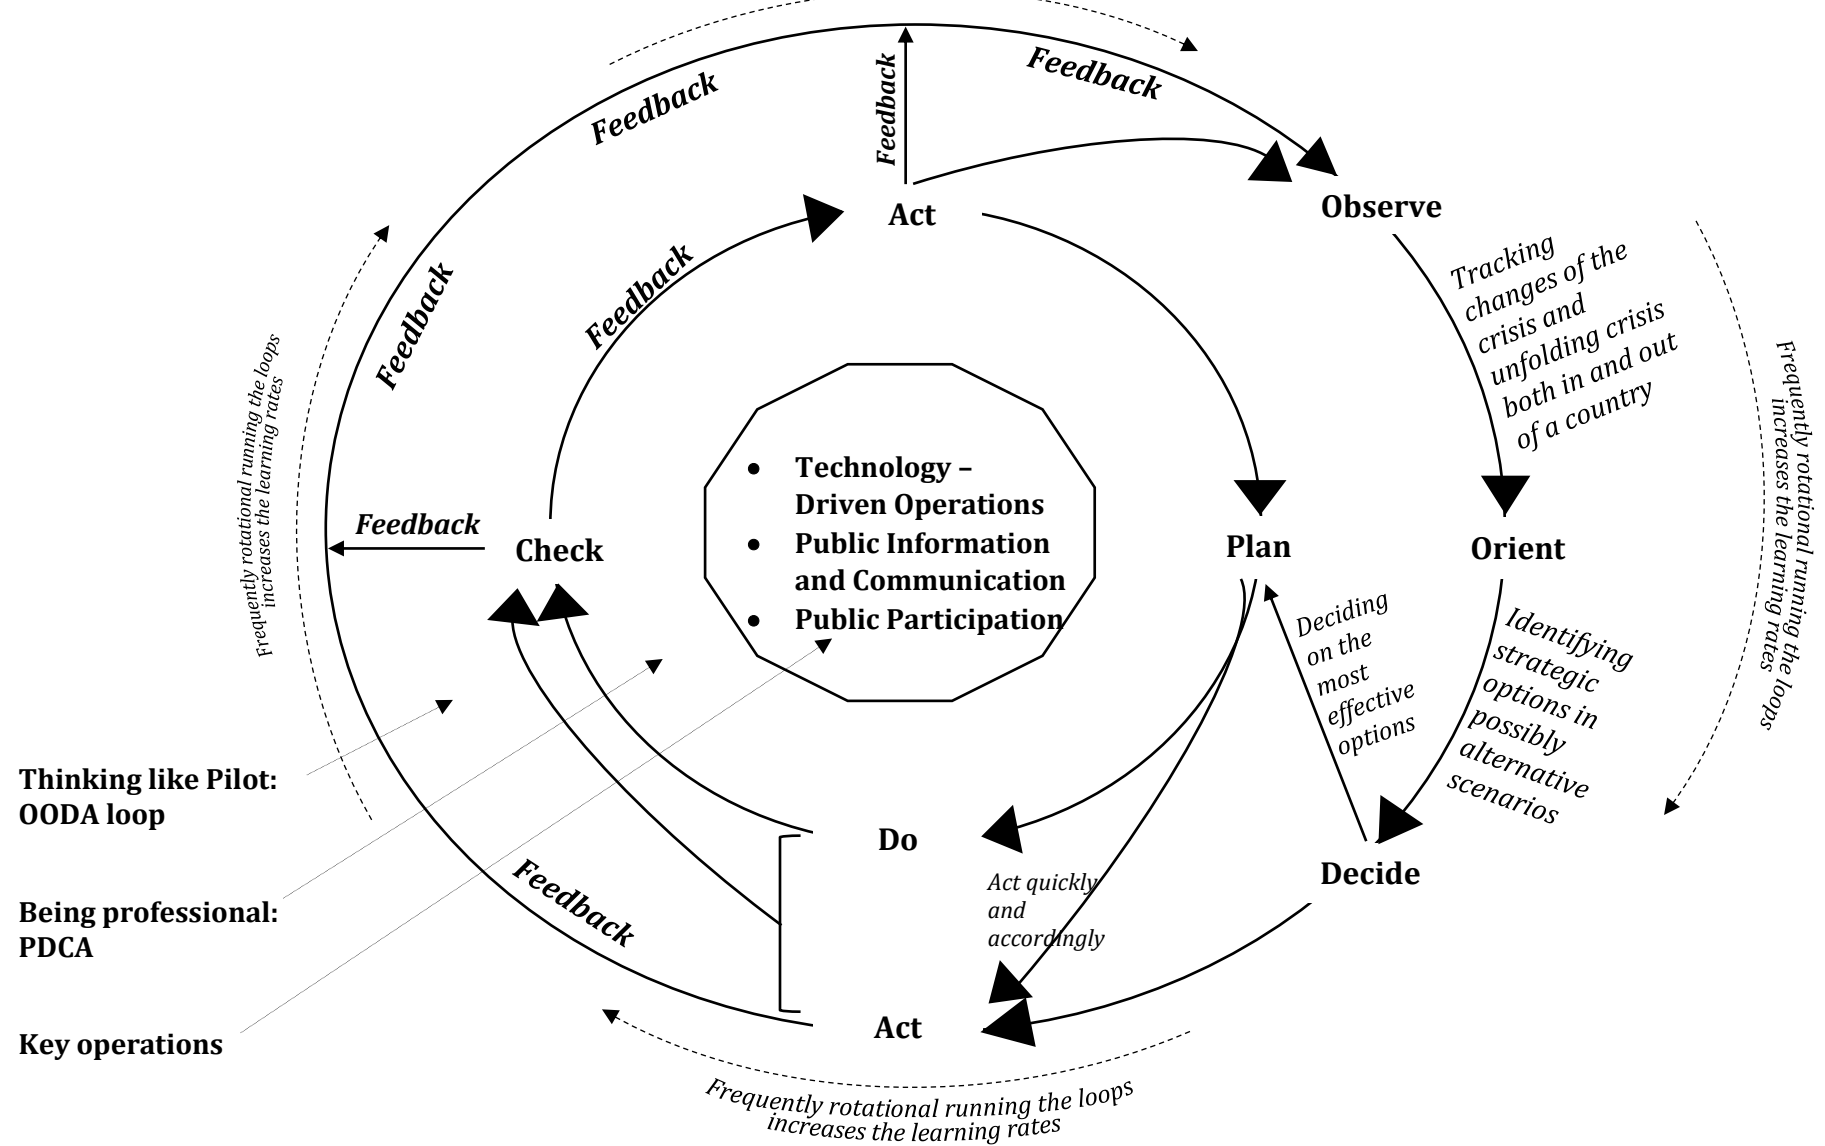 Feedback
Feedback
Feedback
Act
Observe
Feedback
Feedback
Tracking
changes of the
crisis and
unfolding crisis
both in and out
of a country
Frequently rotational running the loops
increases the learning rates
Frequently rotational running the loops
increases the learning rates
• Technology –
Driven Operations
• Public Information
and Communication
• Public Participation
Feedback
Check
Plan
Orient
Deciding
on the
most
effective
options
Identifying
strategic
options in
possibly
alternative
scenarios
Thinking like Pilot:
OODA loop
Do
Decide
Act quickly
and
accordingly
Feedback
Being professional:
PDCA
Act
Key operations
Frequently rotational running the loops
increases the learning rates